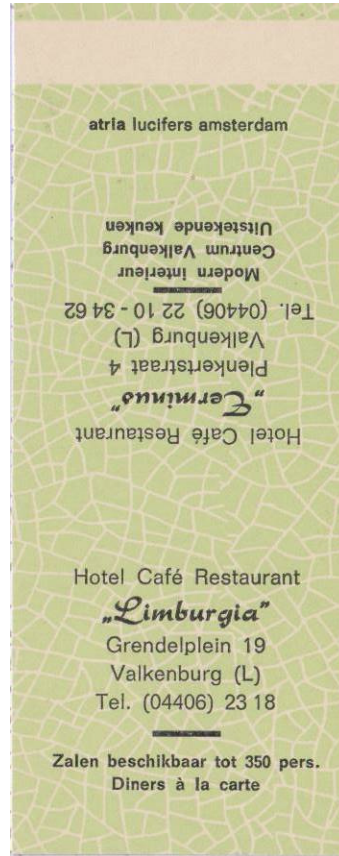 atria lucifers amsterdam
Hotel Café Restaurant
„Terminus”
Plenkertstraat 4
Valkenburg (L)
Tel. (04406) 22 10 - 34 62
Modern interieur
Centrum Valkenburg
Uitstekende keuken
Hotel Café Restaurant
„Limburgia”
Grendelplein 19
Valkenburg (L)
Tel. (04406) 23 18
Zalen beschikbaar tot 350 pers.
Diners à la carte